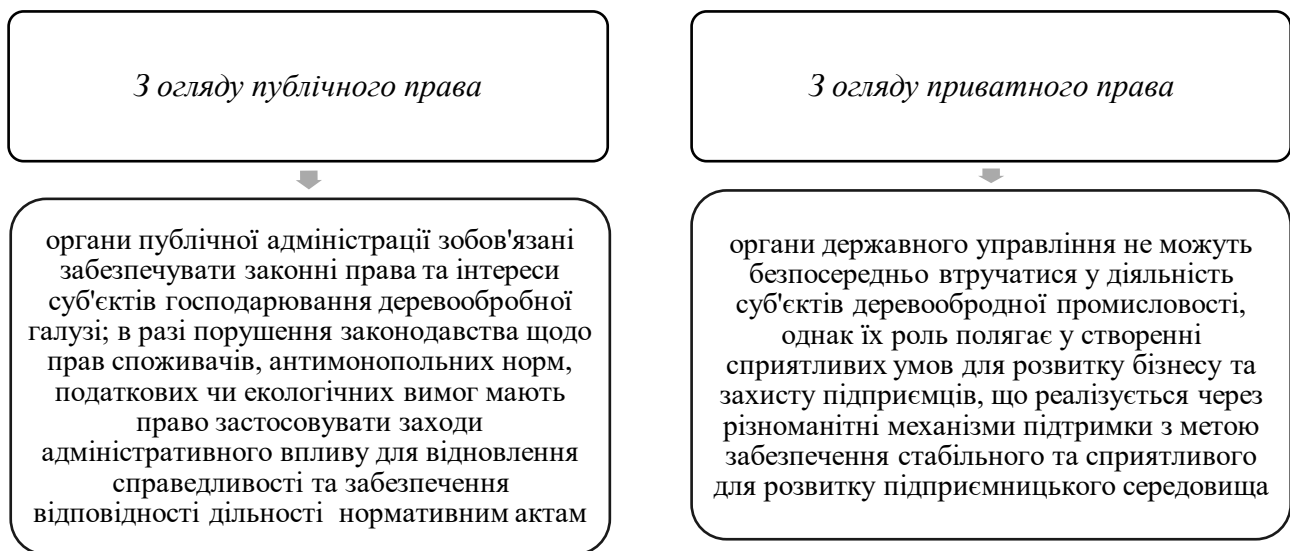 З огляду публічного права
органи публічної адміністрації зобов'язані
забезпечувати законні права та інтереси
суб'єктів господарювання деревообробної
галузі; в разі порушення законодавства щодо
прав споживачів, антимонопольних норм,
податкових чи екологічних вимог мають
право застосовувати заходи
адміністративного впливу для відновлення
справедливості та забезпечення
відповідності дільності нормативним актам
З огляду приватного права
органи державного управління не можуть
безпосередньо втручатися у діяльність
суб'єктів деревообродної промисловості,
однак їх роль полягає у створенні
сприятливих умов для розвитку бізнесу та
захисту підприємців, що реалізується через
різноманітні механізми підтримки з метою
забезпечення стабільного та сприятливого
для розвитку підприємницького середовища